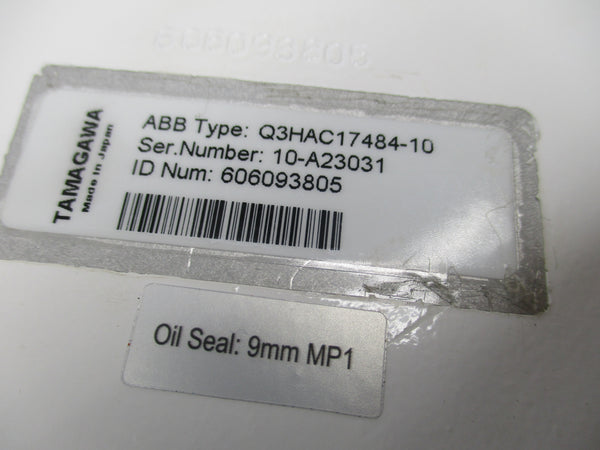 606093805
TAMAGAWA
Made in Japan
ABB Type: Q3HAC17484-10
Ser.Number: 10-A23031
ID Num: 606093805
Oil Seal: 9mm MP1